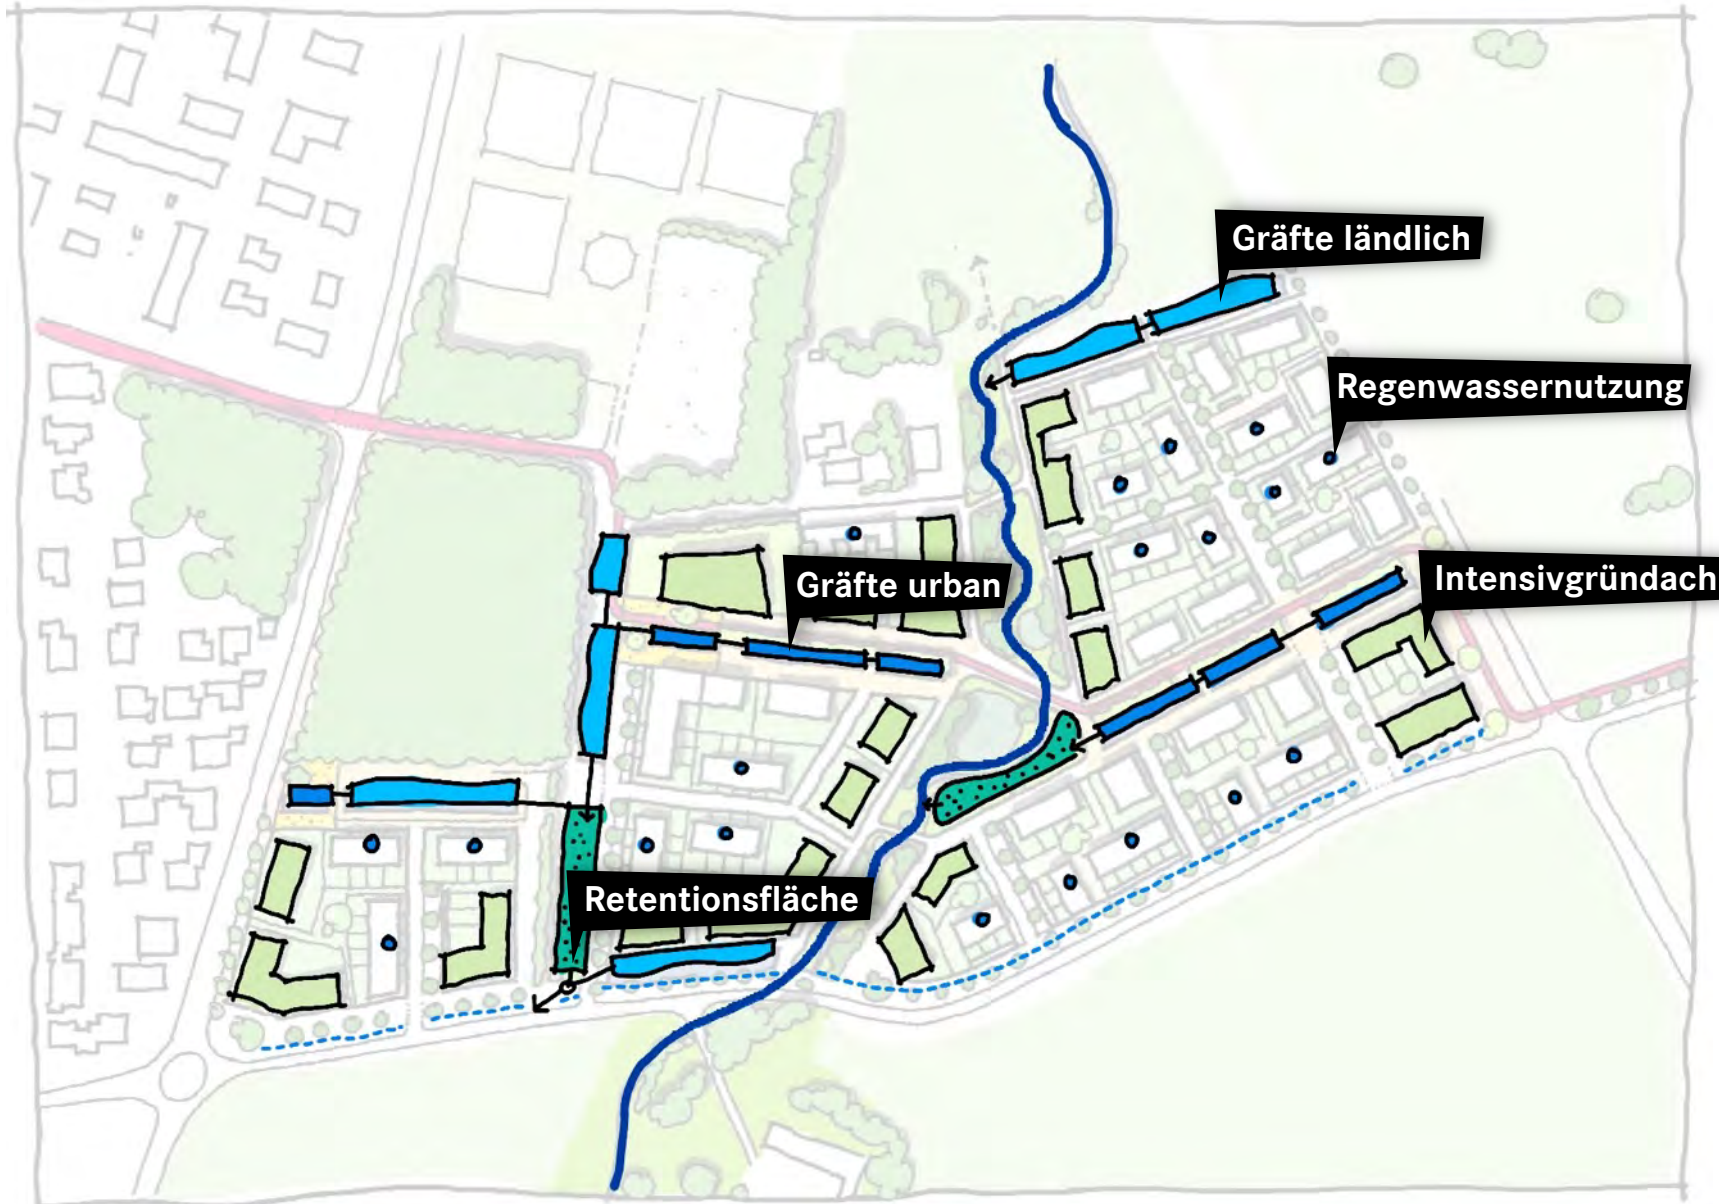 Gräfte ländlich
Regenwassernutzung
Intensivgründach
Gräfte urban
Retentionsfläche